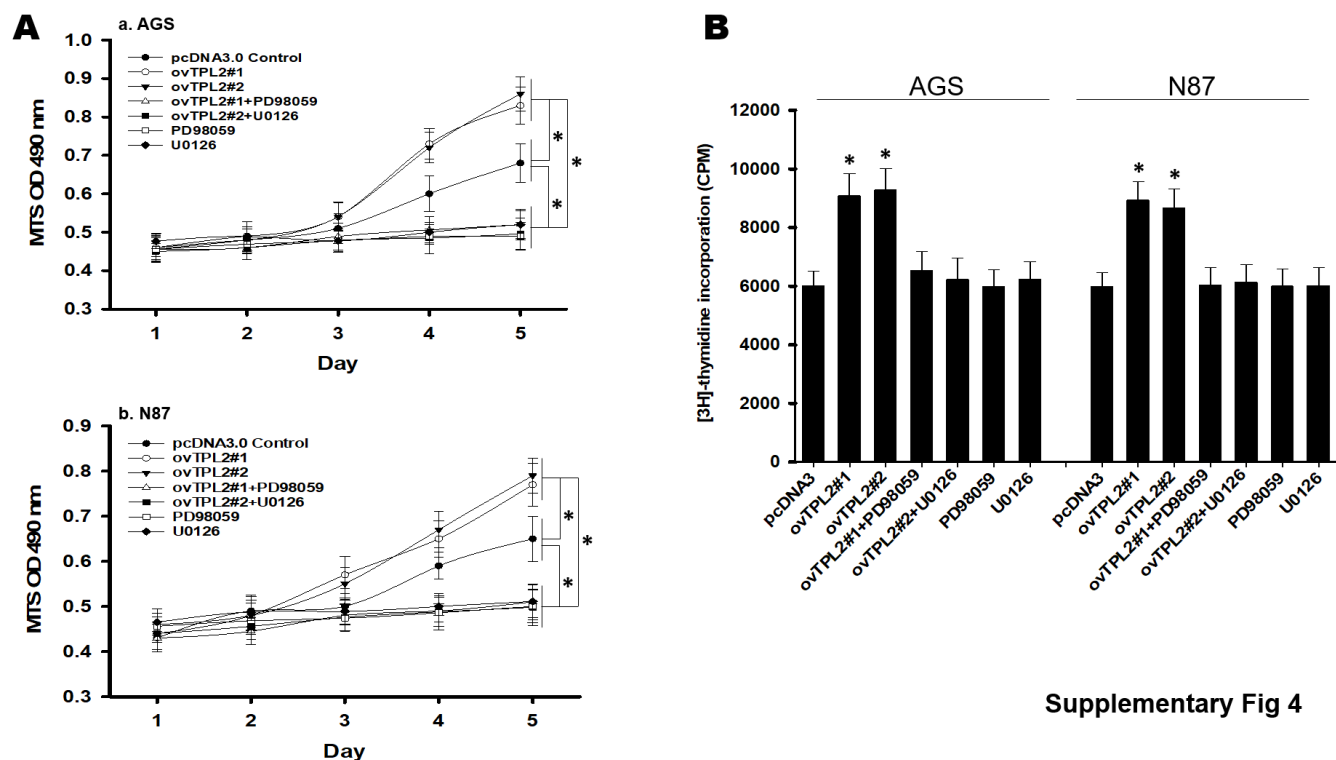 A
a. AGS
1.0
0.9
0.8
0.7
0.6
0.5
0.4
0.3
MTS OD 490 nm
pcDNA3.0 Control
ovTPL2#1
ovTPL2#2
ovTPL2#1+PD98059
ovTPL2#2+U0126
PD98059
U0126
*
*
*
1 2 3 4 5
Day
b. N87
0.9
0.8
0.7
0.6
0.5
0.4
0.3
MTS OD 490 nm
pcDNA3.0 Control
ovTPL2#1
ovTPL2#2
ovTPL2#1+PD98059
ovTPL2#2+U0126
PD98059
U0126
*
*
*
1 2 3 4 5
Day
B
AGS N87
12000
10000
8000
6000
4000
2000
0
[3H]-thymidine incorporation (CPM)
* * * *
pcDNA3
ovTPL2#1
ovTPL2#2
ovTPL2#1+PD98059
ovTPL2#2+U0126
PD98059
U0126
pcDNA3
ovTPL2#1
ovTPL2#2
ovTPL2#1+PD98059
ovTPL2#2+U0126
PD98059
U0126
Supplementary Fig 4